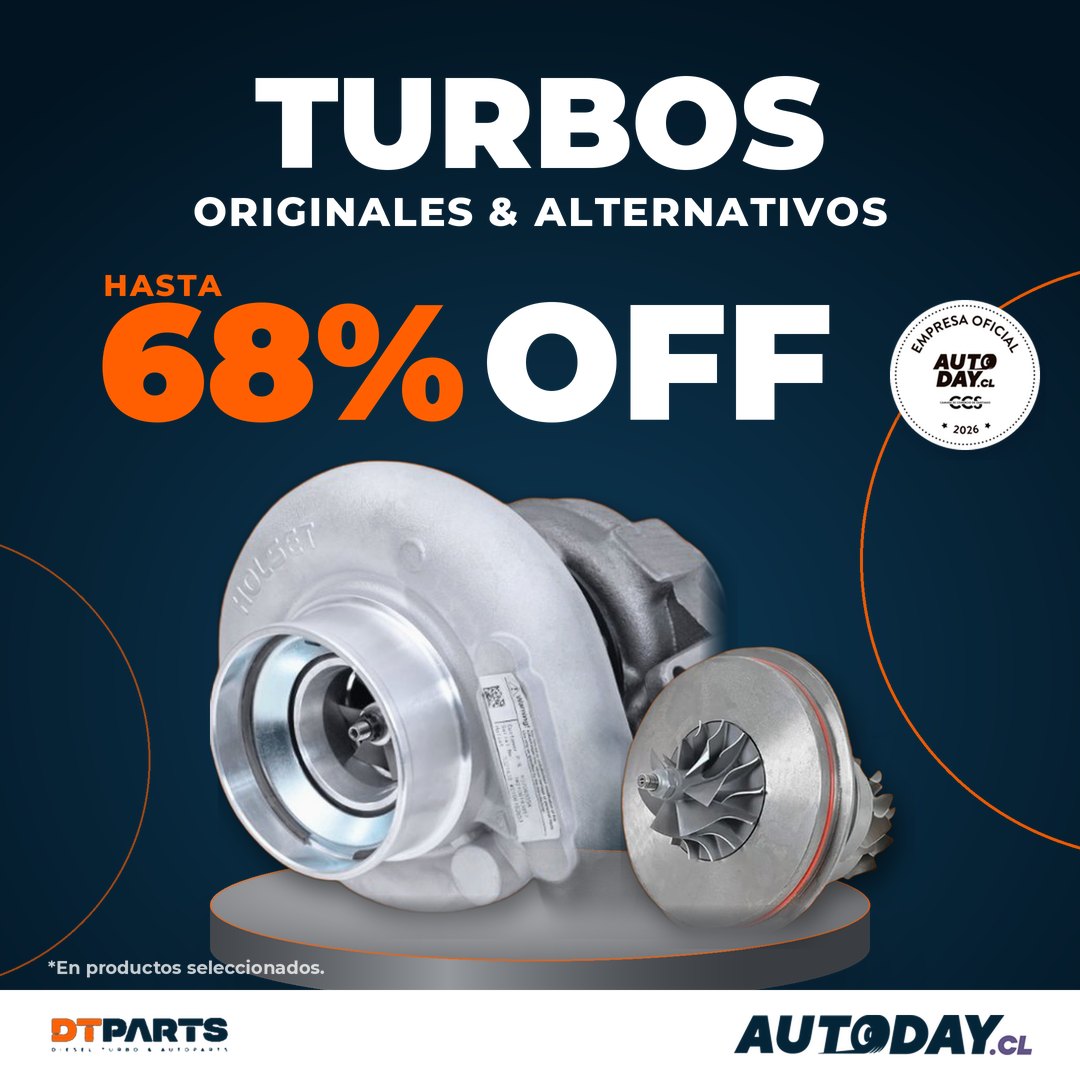 TURBOS
ORIGINALES & ALTERNATIVOS
HASTA
68% OFF
EMPRESA OFICIAL
AUTO
DAY.CL
CCS
★ 2026 ★
HOLSET
Warning!
*En productos seleccionados.
DTPARTS
DIESEL TURBO & AUTOPARTS
AUTODAY.CL